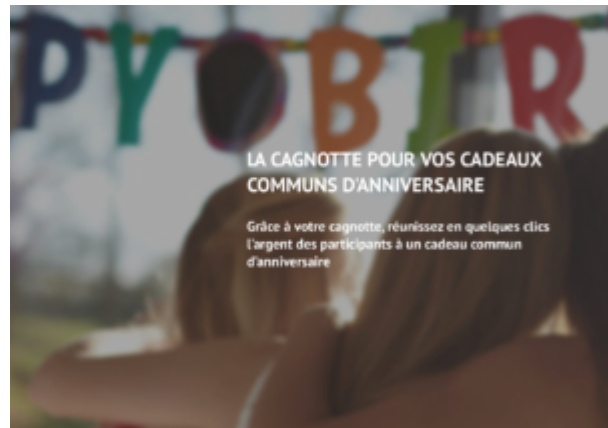 PYOBIR
LA CAGNOTTE POUR VOS CADEAUX
COMMUNS D'ANNIVERSAIRE
Grâce à votre cagnotte, réunissez en quelques clics
l'argent des participants à un cadeau commun
d'anniversaire